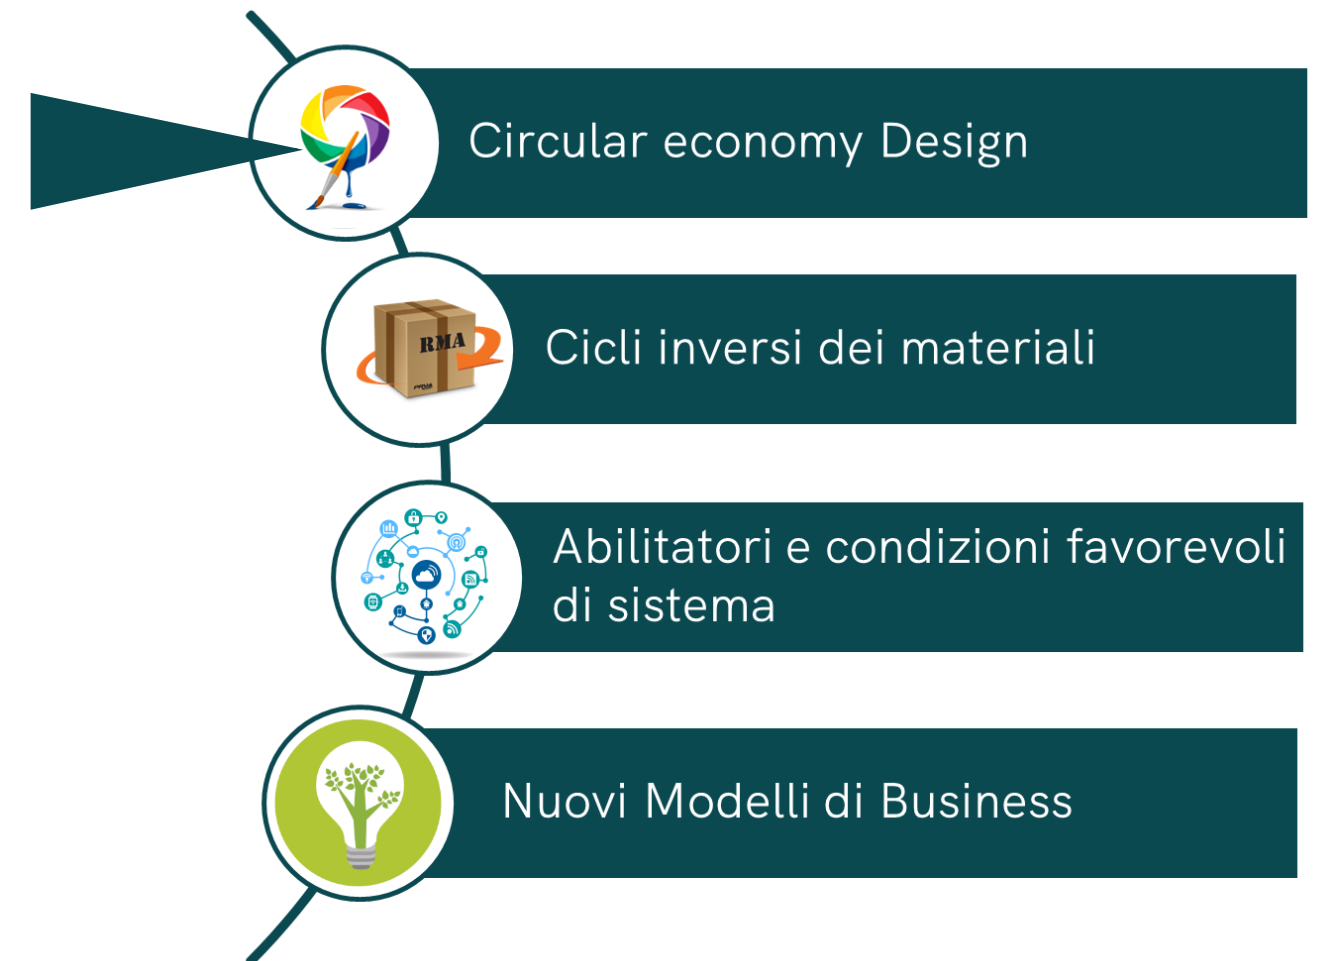 Circular economy Design
RMA
Cicli inversi dei materiali
Abilitatori e condizioni favorevoli
di sistema
Nuovi Modelli di Business